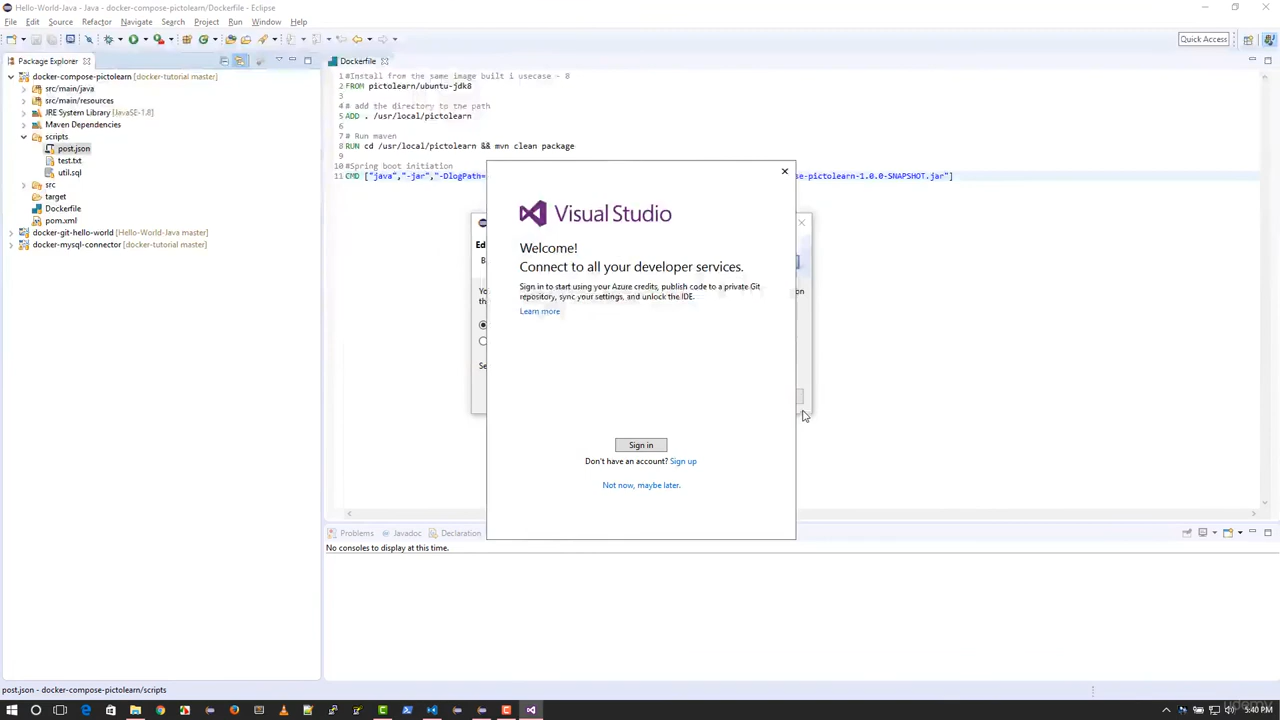 Hello-World-Java - Java - docker-compose-pictolearn/Dockerfile - Eclipse
File Edit Source Refactor Navigate Search Project Run Window Help
Quick Access
Package Explorer
docker-compose-pictolearn [docker-tutorial master]
src/main/java
src/main/resources
JRE System Library [JavaSE-1.8]
Maven Dependencies
scripts
post.json
test.txt
util.sql
src
target
Dockerfile
pom.xml
docker-git-hello-world [Hello-World-Java master]
docker-mysql-connector [docker-tutorial master]
Dockerfile
1 #Install from the same image built i usecase - 8
2 FROM pictolearn/ubuntu-jdk8
3
4 # add the directory to the path
5 ADD . /usr/local/pictolearn
6
7 # Run maven
8 RUN cd /usr/local/pictolearn && mvn clean package
9
10 #Spring boot initiation
11 CMD ["java","-jar","-DlogPath= se-pictolearn-1.0.0-SNAPSHOT.jar"]
Visual Studio
Welcome!
Connect to all your developer services.
Sign in to start using your Azure credits, publish code to a private Git
repository, sync your settings, and unlock the IDE.
Learn more
Sign in
Don't have an account? Sign up
Not now, maybe later.
Problems Javadoc Declaration
No consoles to display at this time.
post.json - docker-compose-pictolearn/scripts
udemy
5:40 PM